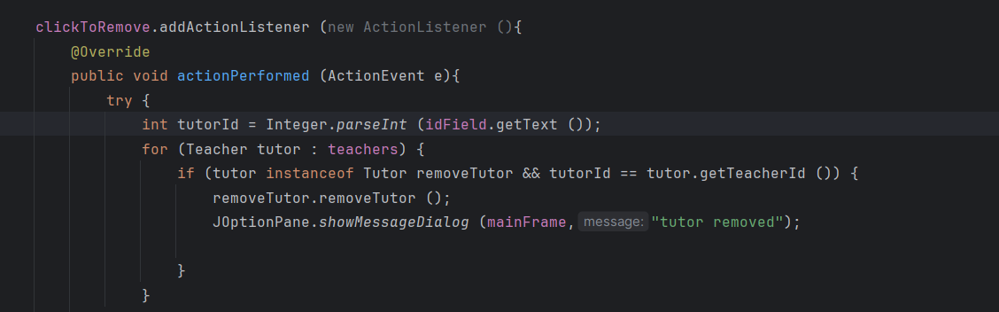 clickToRemove.addActionListener (new ActionListener (){
@Override
public void actionPerformed (ActionEvent e){
try {
int tutorId = Integer.parseInt (idField.getText ());
for (Teacher tutor : teachers) {
if (tutor instanceof Tutor removeTutor && tutorId == tutor.getTeacherId ()) {
removeTutor.removeTutor ();
JOptionPane.showMessageDialog (mainFrame, message: "tutor removed");
}
}